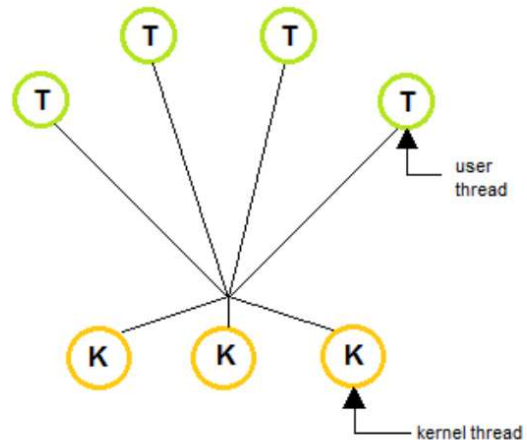 T T
T T
user
thread
K K K
kernel thread